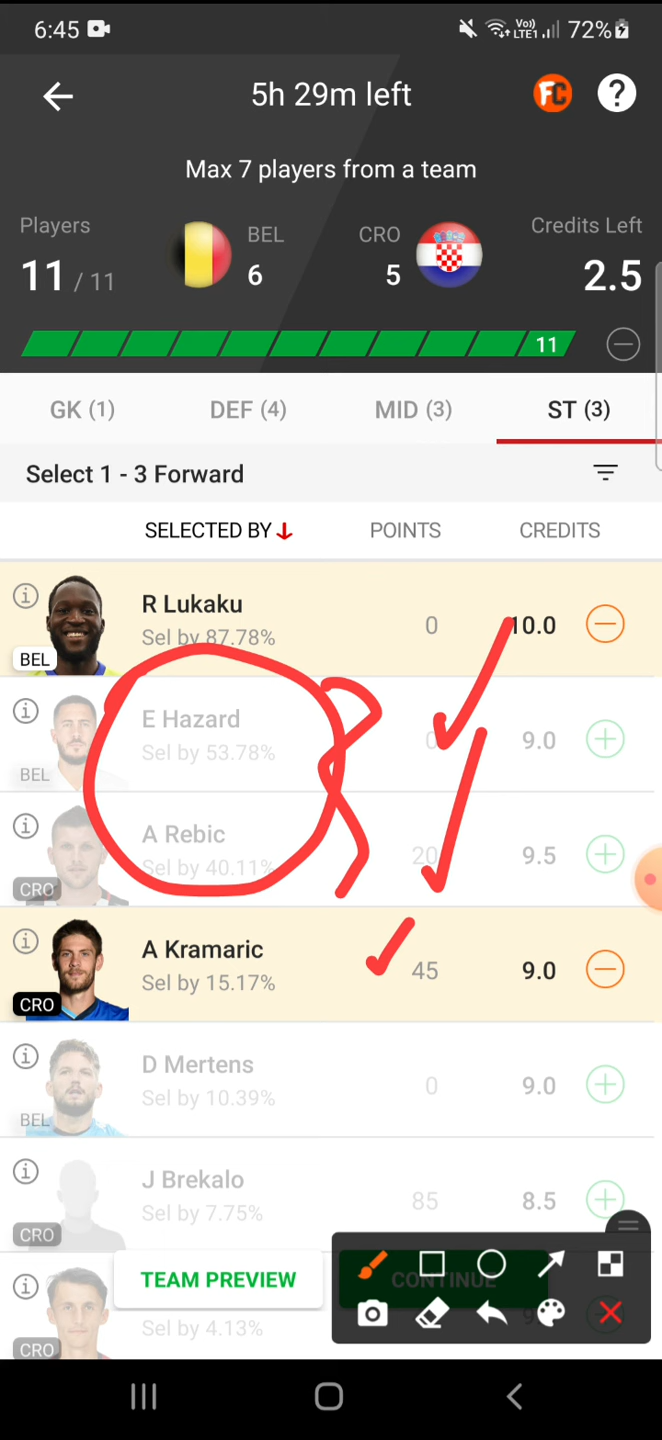 6:45 Vo)) LTE1 72%
5h 29m left FC ?
Max 7 players from a team
Players BEL CRO Credits Left
11 / 11 6 5 2.5
11
GK (1) DEF (4) MID (3) ST (3)
Select 1 - 3 Forward
SELECTED BY POINTS CREDITS
R Lukaku
Sel by 87.78% 0 10.0
BEL
E Hazard
Sel by 53.78% 0 9.0
BEL
A Rebic
Sel by 40.11% 20 9.5
CRO
A Kramaric
Sel by 15.17% 45 9.0
CRO
D Mertens
Sel by 10.39% 0 9.0
BEL
J Brekalo
Sel by 7.75% 85 8.5
CRO
TEAM PREVIEW CONTINUE
Sel by 4.13%
CRO